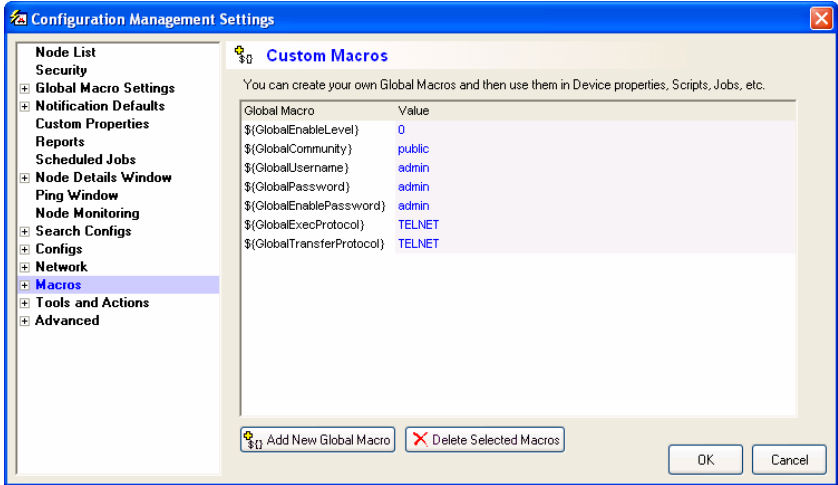 Configuration Management Settings
Node List
Security
Global Macro Settings
Notification Defaults
Custom Properties
Reports
Scheduled Jobs
Node Details Window
Ping Window
Node Monitoring
Search Configs
Configs
Network
Macros
Tools and Actions
Advanced
${} Custom Macros
You can create your own Global Macros and then use them in Device properties, Scripts, Jobs, etc.
Global Macro Value
${GlobalEnableLevel} 0
${GlobalCommunity} public
${GlobalUsername} admin
${GlobalPassword} admin
${GlobalEnablePassword} admin
${GlobalExecProtocol} TELNET
${GlobalTransferProtocol} TELNET
${} Add New Global Macro Delete Selected Macros
OK Cancel